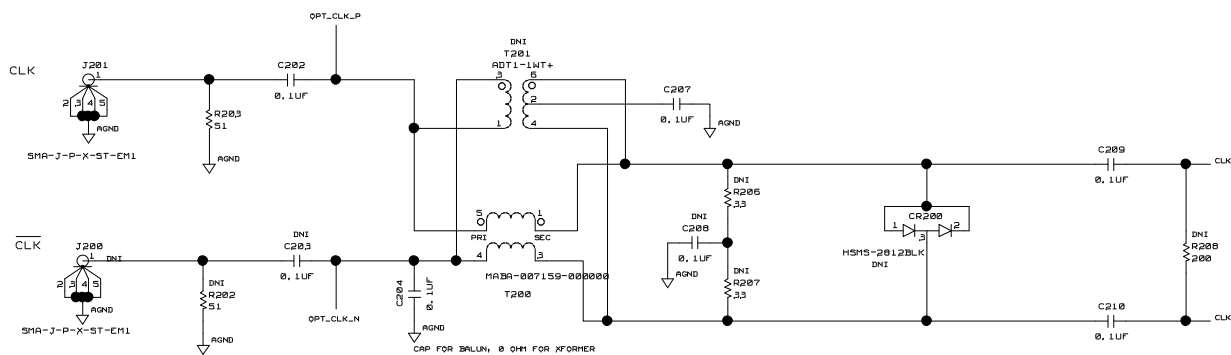 OPT_CLK_P
DNI
T201
ADT1-1WT+
CLK
J201
1
2 3 4 5
AGND
SMA-J-P-X-ST-EM1
R203
51
AGND
C202
0.1UF
3
1
6
2
4
C207
0.1UF
AGND
C209
0.1UF
CLK
DNI
R206
33
DNI
C208
0.1UF
AGND
DNI
R207
33
CR200
1
2
3
HSMS-2812BLK
DNI
DNI
R208
200
5
1
PRI
SEC
4
3
MABA-007159-000000
T200
CLK
J200
1
DNI
2 3 4 5
AGND
SMA-J-P-X-ST-EM1
DNI
R202
51
AGND
DNI
C203
0.1UF
OPT_CLK_N
C204
0.1UF
AGND
CAP FOR BALUN, 0 OHM FOR XFORMER
C210
0.1UF
CLK